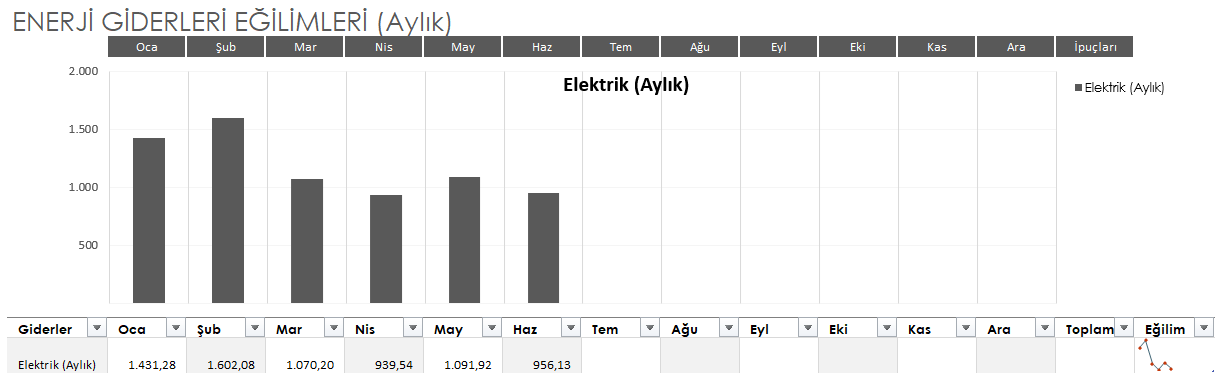 ENERJİ GİDERLERİ EĞİLİMLERİ (Aylık)
Oca Şub Mar Nis May Haz Tem Ağu Eyl Eki Kas Ara İpuçları
Elektrik (Aylık)
2.000
Elektrik (Aylık)
1.500
1.000
500
Giderler Oca Şub Mar Nis May Haz Tem Ağu Eyl Eki Kas Ara Toplam Eğilim
Elektrik (Aylık) 1.431,28 1.602,08 1.070,20 939,54 1.091,92 956,13